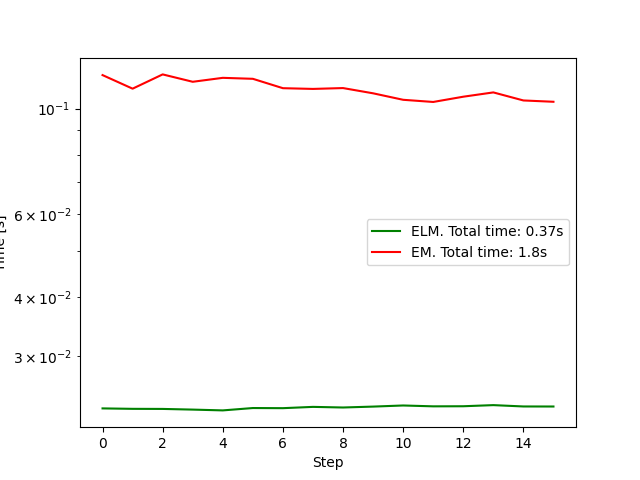 10⁻¹
6 × 10⁻²
4 × 10⁻²
3 × 10⁻²
Time [s]
ELM. Total time: 0.37s
EM. Total time: 1.8s
0 2 4 6 8 10 12 14
Step